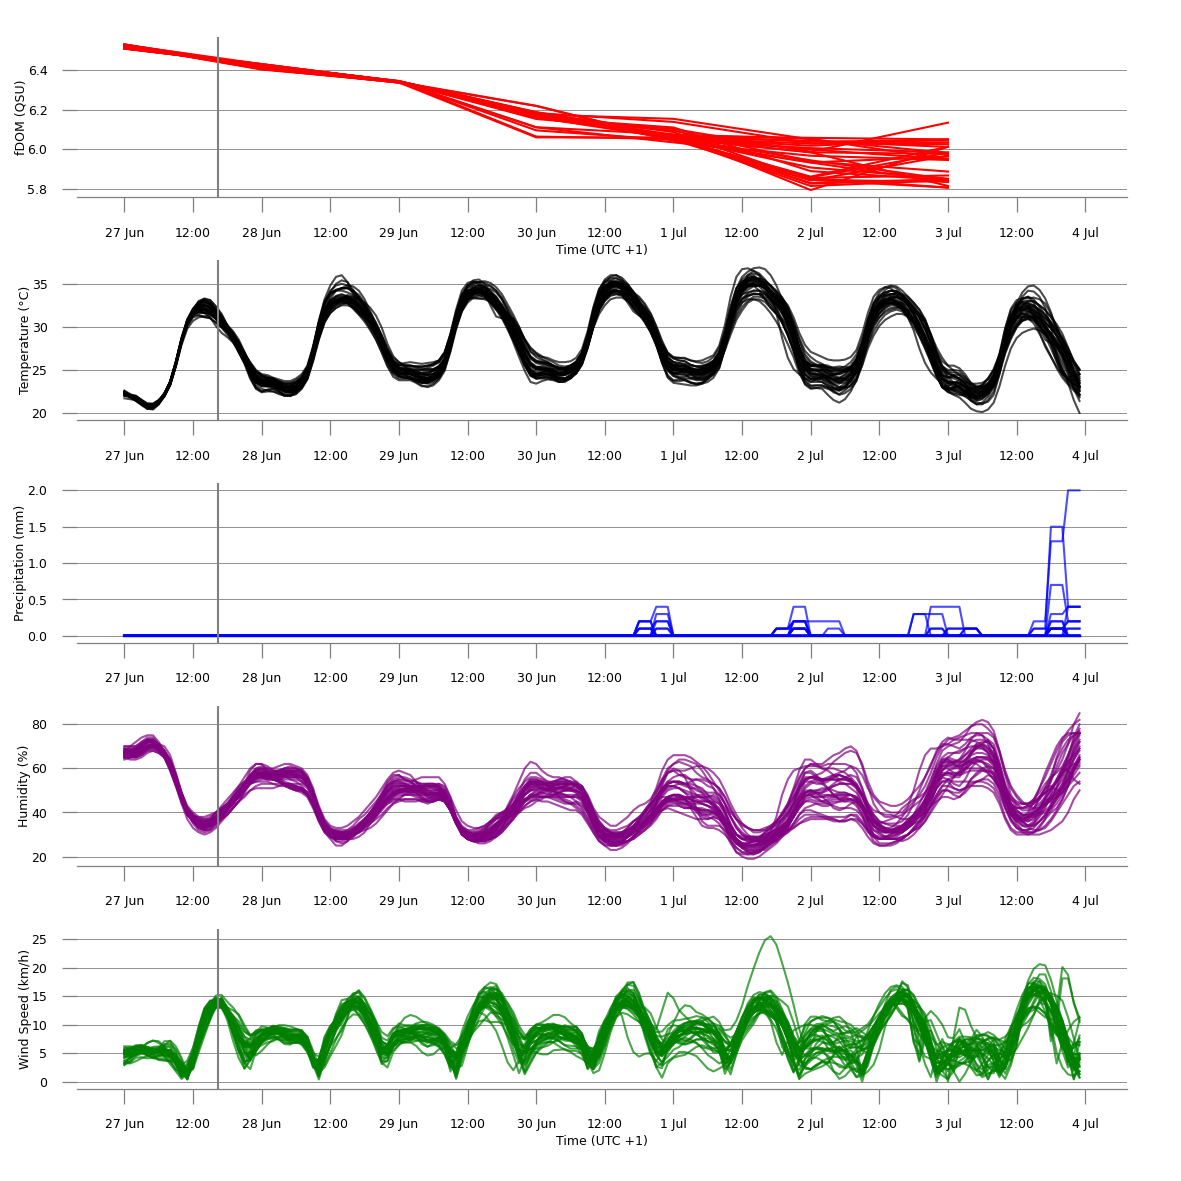 fDOM (QSU)
6.4
6.2
6.0
5.8
27 Jun 12:00 28 Jun 12:00 29 Jun 12:00 30 Jun 12:00 1 Jul 12:00 2 Jul 12:00 3 Jul 12:00 4 Jul
Time (UTC +1)
Temperature (°C)
35
30
25
20
27 Jun 12:00 28 Jun 12:00 29 Jun 12:00 30 Jun 12:00 1 Jul 12:00 2 Jul 12:00 3 Jul 12:00 4 Jul
Precipitation (mm)
2.0
1.5
1.0
0.5
0.0
27 Jun 12:00 28 Jun 12:00 29 Jun 12:00 30 Jun 12:00 1 Jul 12:00 2 Jul 12:00 3 Jul 12:00 4 Jul
Humidity (%)
80
60
40
20
27 Jun 12:00 28 Jun 12:00 29 Jun 12:00 30 Jun 12:00 1 Jul 12:00 2 Jul 12:00 3 Jul 12:00 4 Jul
Wind Speed (km/h)
25
20
15
10
5
0
27 Jun 12:00 28 Jun 12:00 29 Jun 12:00 30 Jun 12:00 1 Jul 12:00 2 Jul 12:00 3 Jul 12:00 4 Jul
Time (UTC +1)